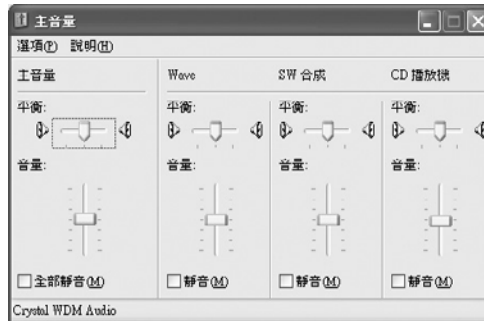 主音量
選項(P) 說明(H)
主音量 Wave SW 合成 CD 播放機
平衡: 平衡: 平衡: 平衡:
音量: 音量: 音量: 音量:
全部靜音(M) 靜音(M) 靜音(M) 靜音(M)
Crystal WDM Audio